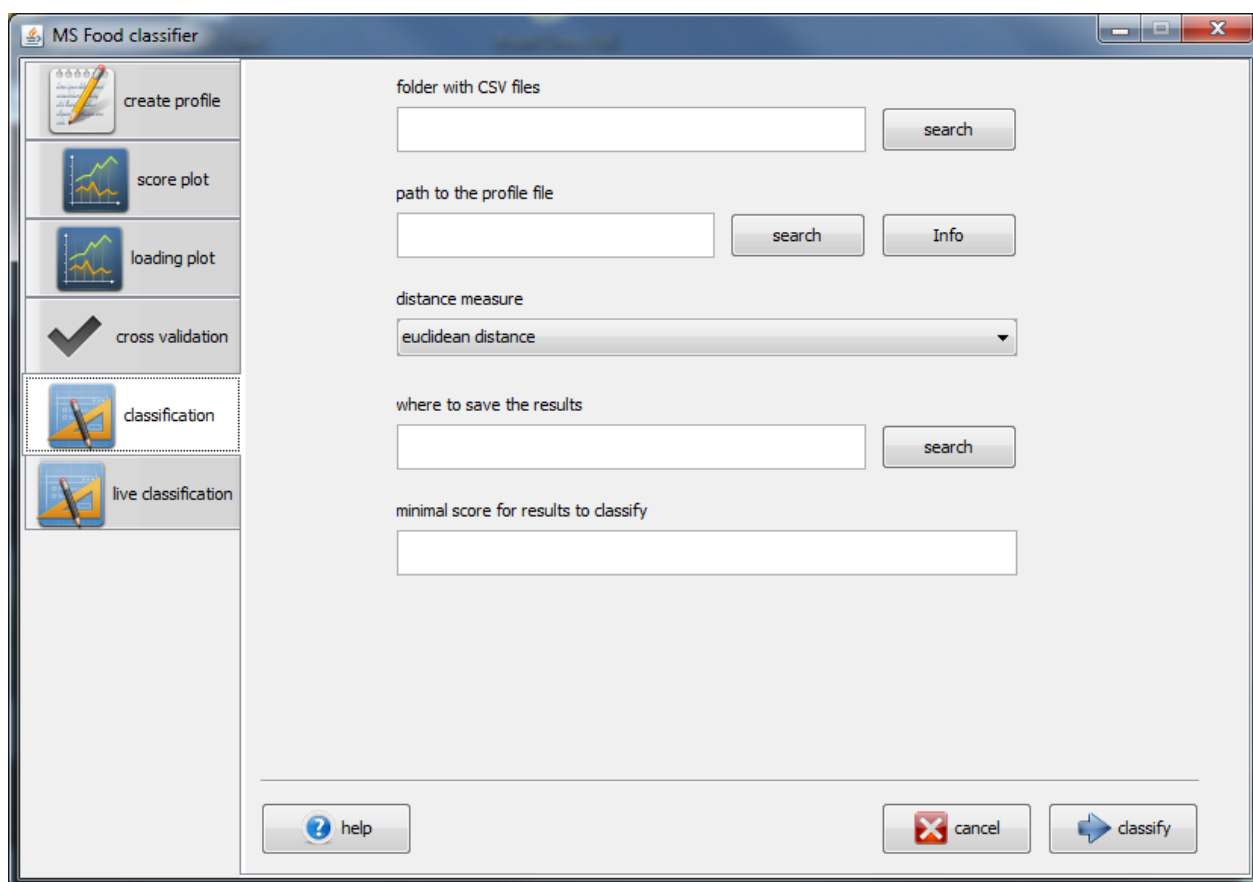 MS Food classifier
create profile
score plot
loading plot
cross validation
classification
live classification
folder with CSV files
search
path to the profile file
search
Info
distance measure
euclidean distance
where to save the results
search
minimal score for results to classify
help
cancel
classify